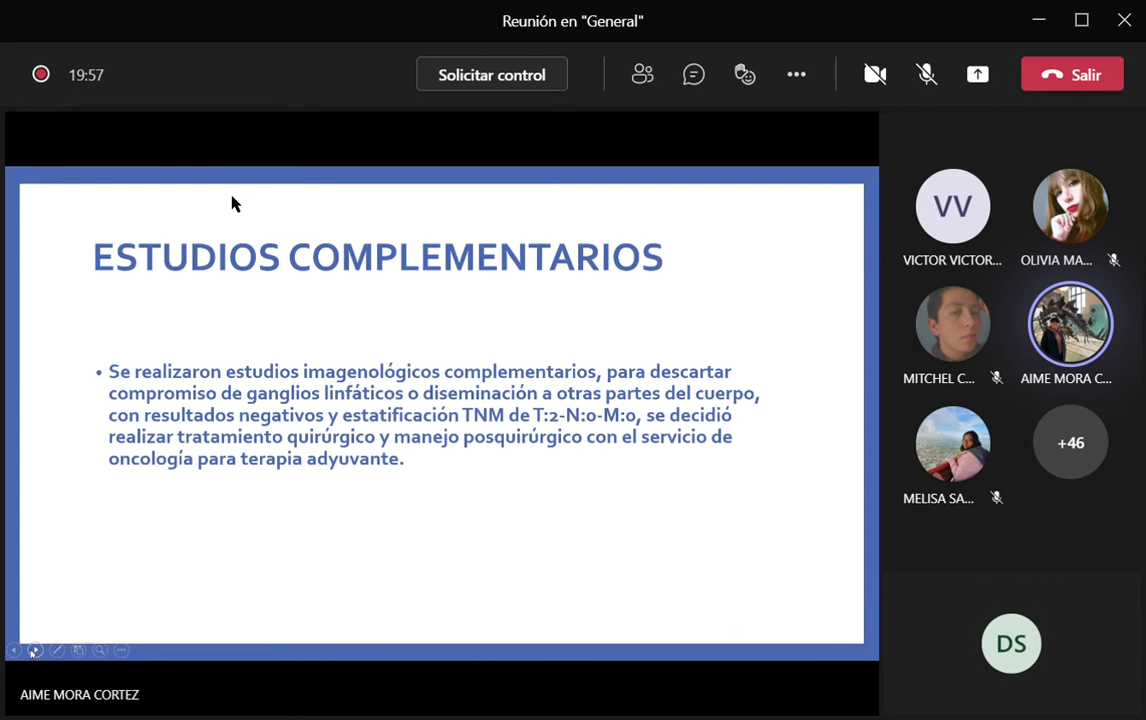 Reunión en "General"
19:57
Solicitar control
Salir
ESTUDIOS COMPLEMENTARIOS
• Se realizaron estudios imagenológicos complementarios, para descartar
compromiso de ganglios linfáticos o diseminación a otras partes del cuerpo,
con resultados negativos y estatificación TNM de T:2-N:0-M:0, se decidió
realizar tratamiento quirúrgico y manejo posquirúrgico con el servicio de
oncología para terapia adyuvante.
AIME MORA CORTEZ
VV
VICTOR VICTOR...
OLIVIA MA...
MITCHEL C...
AIME MORA C...
MELISA SA...
+46
DS